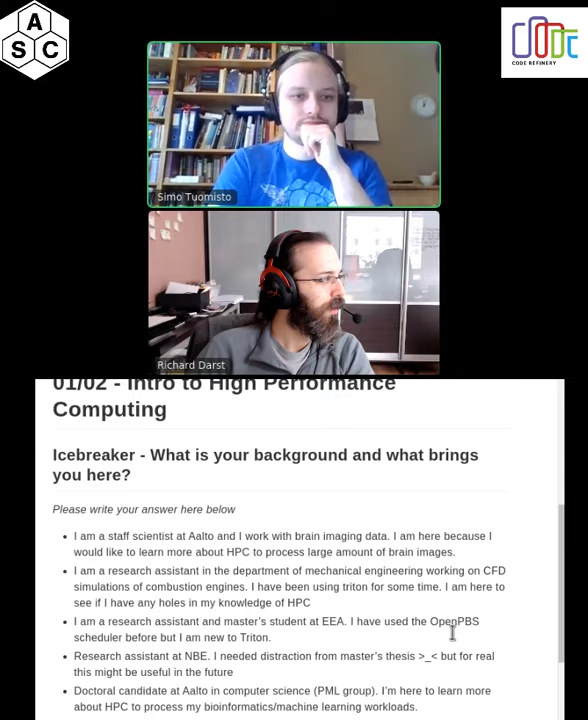 A
S C
CODE REFINERY
Simo Tuomisto
Richard Darst
01/02 - Intro to High Performance
Computing
Icebreaker - What is your background and what brings
you here?
Please write your answer here below
I am a staff scientist at Aalto and I work with brain imaging data. I am here because I
would like to learn more about HPC to process large amount of brain images.
I am a research assistant in the department of mechanical engineering working on CFD
simulations of combustion engines. I have been using triton for some time. I am here to
see if I have any holes in my knowledge of HPC
I am a research assistant and master’s student at EEA. I have used the OpenPBS
scheduler before but I am new to Triton.
Research assistant at NBE. I needed distraction from master’s thesis >_< but for real
this might be useful in the future
Doctoral candidate at Aalto in computer science (PML group). I’m here to learn more
about HPC to process my bioinformatics/machine learning workloads.